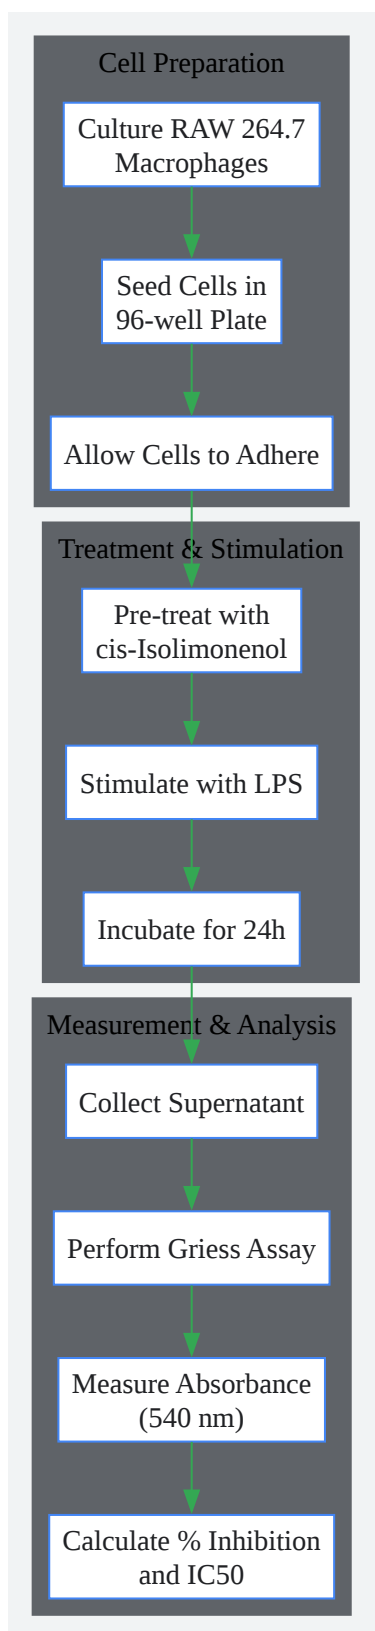 Cell Preparation
Culture RAW 264.7
Macrophages
Seed Cells in
96-well Plate
Allow Cells to Adhere
Treatment & Stimulation
Pre-treat with
cis-Isolimonenol
Stimulate with LPS
Incubate for 24h
Measurement & Analysis
Collect Supernatant
Perform Griess Assay
Measure Absorbance
(540 nm)
Calculate % Inhibition
and IC50